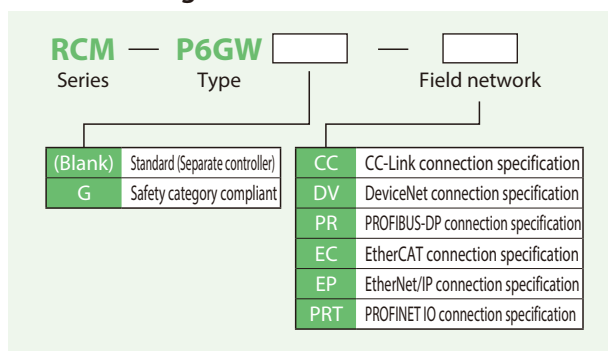 RCM — P6GW — 
Series Type Field network
(Blank) Standard (Separate controller)
G Safety category compliant
CC CC-Link connection specification
DV DeviceNet connection specification
PR PROFIBUS-DP connection specification
EC EtherCAT connection specification
EP EtherNet/IP connection specification
PRT PROFINET IO connection specification